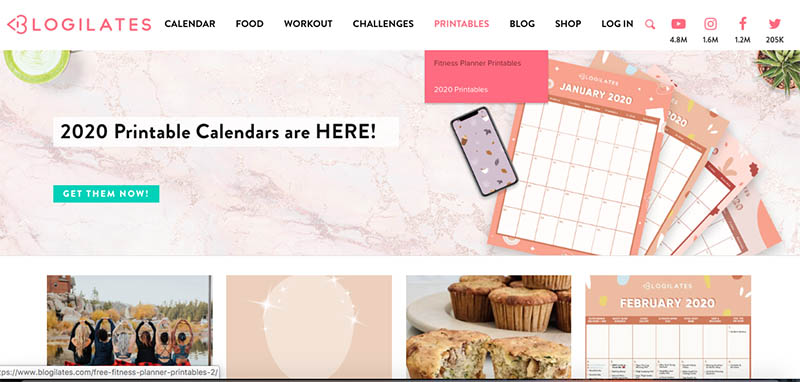 BLOGILATES
CALENDAR FOOD WORKOUT CHALLENGES PRINTABLES BLOG SHOP LOG IN
4.8M 1.6M 1.2M 205K
Fitness Planner Printables
2020 Printables
BLOGILATES
JANUARY 2020
2020 Printable Calendars are HERE!
GET THEM NOW!
BLOGILATES
FEBRUARY 2020
zps://www.blogilates.com/free-fitness-planner-printables-2/